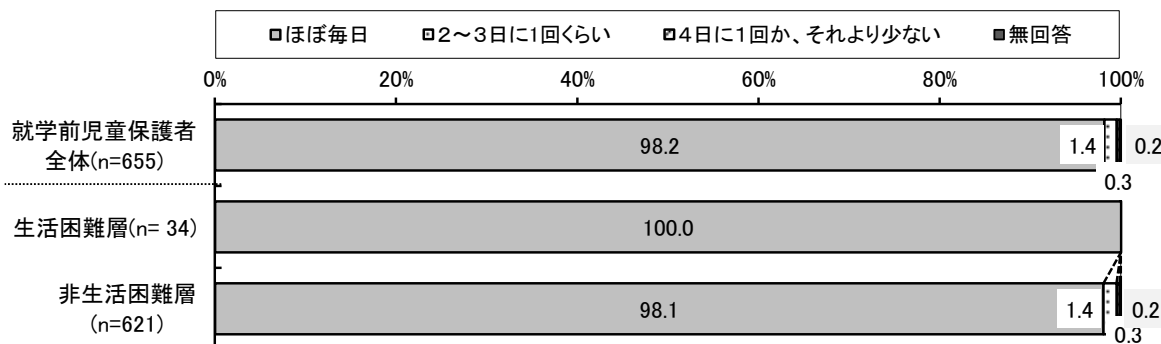 ほぼ毎日 2～3日に1回くらい 4日に1回か、それより少ない 無回答
0% 20% 40% 60% 80% 100%
就学前児童保護者
全体(n=655)
98.2 1.4 0.2
0.3
生活困難層(n= 34)
100.0
非生活困難層
(n=621)
98.1 1.4 0.2
0.3